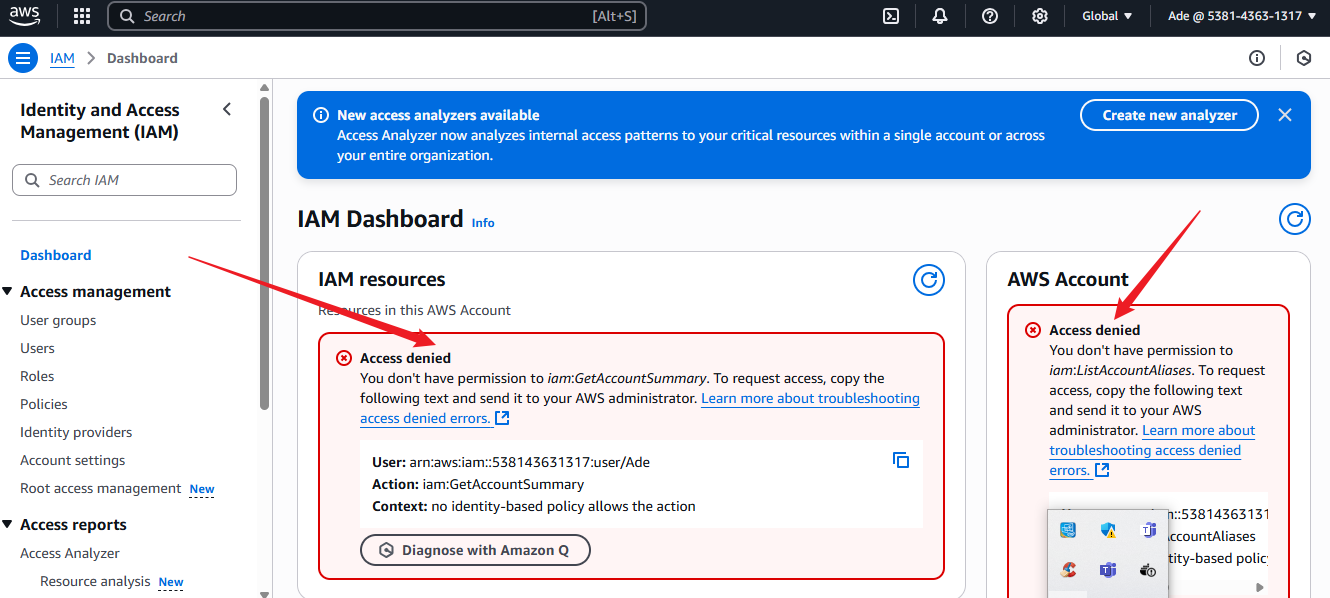 aws
Search [Alt+S]
Global
Ade @ 5381-4363-1317
IAM
Dashboard
Identity and Access
Management (IAM)
Search IAM
Dashboard
Access management
User groups
Users
Roles
Policies
Identity providers
Account settings
Root access management New
Access reports
Access Analyzer
Resource analysis New
New access analyzers available
Access Analyzer now analyzes internal access patterns to your critical resources within a single account or across
your entire organization.
Create new analyzer
IAM Dashboard Info
IAM resources
Resources in this AWS Account
Access denied
You don't have permission to iam:GetAccountSummary. To request access, copy the
following text and send it to your AWS administrator. Learn more about troubleshooting
access denied errors.
User: arn:aws:iam::538143631317:user/Ade
Action: iam:GetAccountSummary
Context: no identity-based policy allows the action
Diagnose with Amazon Q
AWS Account
Access denied
You don't have permission to
iam:ListAccountAliases. To request
access, copy the following text
and send it to your AWS
administrator. Learn more about
troubleshooting access denied
errors.
::53814363131
ccountAliases
tity-based policy